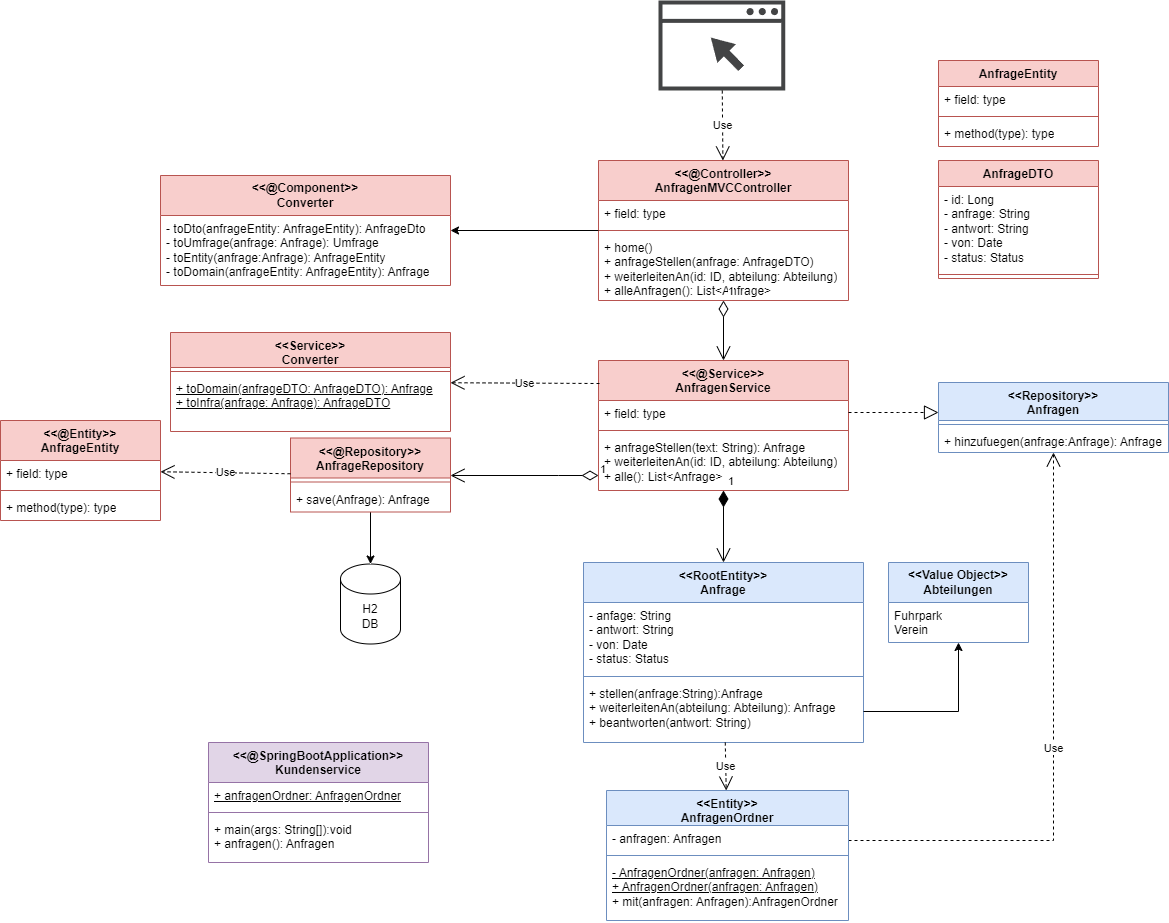 Use
<<@Controller>>
AnfragenMVCController
+ field: type
+ home()
+ anfrageStellen(anfrage: AnfrageDTO)
+ weiterleitenAn(id: ID, abteilung: Abteilung)
+ alleAnfragen(): List<Anfrage>
1
AnfrageEntity
+ field: type
+ method(type): type
AnfrageDTO
- id: Long
- anfrage: String
- antwort: String
- von: Date
- status: Status
<<@Component>>
Converter
- toDto(anfrageEntity: AnfrageEntity): AnfrageDto
- toUmfrage(anfrage: Anfrage): Umfrage
- toEntity(anfrage:Anfrage): AnfrageEntity
- toDomain(anfrageEntity: AnfrageEntity): Anfrage
<<Service>>
Converter
+ toDomain(anfrageDTO: AnfrageDTO): Anfrage
+ toInfra(anfrage: Anfrage): AnfrageDTO
Use
<<@Service>>
AnfragenService
+ field: type
+ anfrageStellen(text: String): Anfrage
+ weiterleitenAn(id: ID, abteilung: Abteilung)
+ alle(): List<Anfrage>
1
1
<<Repository>>
Anfragen
+ hinzufuegen(anfrage:Anfrage): Anfrage
<<@Entity>>
AnfrageEntity
+ field: type
+ method(type): type
Use
<<@Repository>>
AnfrageRepository
+ save(Anfrage): Anfrage
H2
DB
<<RootEntity>>
Anfrage
- anfage: String
- antwort: String
- von: Date
- status: Status
+ stellen(anfrage:String):Anfrage
+ weiterleitenAn(abteilung: Abteilung): Anfrage
+ beantworten(antwort: String)
<<Value Object>>
Abteilungen
Fuhrpark
Verein
Use
Use
<<@SpringBootApplication>>
Kundenservice
+ anfragenOrdner: AnfragenOrdner
+ main(args: String[]):void
+ anfragen(): Anfragen
<<Entity>>
AnfragenOrdner
- anfragen: Anfragen
- AnfragenOrdner(anfragen: Anfragen)
+ AnfragenOrdner(anfragen: Anfragen)
+ mit(anfragen: Anfragen):AnfragenOrdner